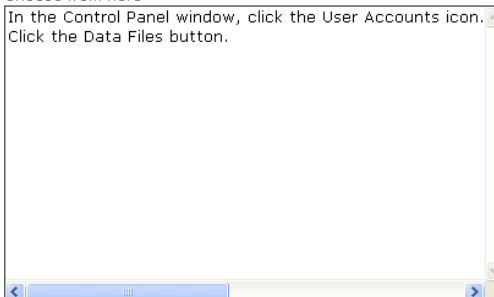 In the Control Panel window, click the User Accounts icon.
Click the Data Files button.